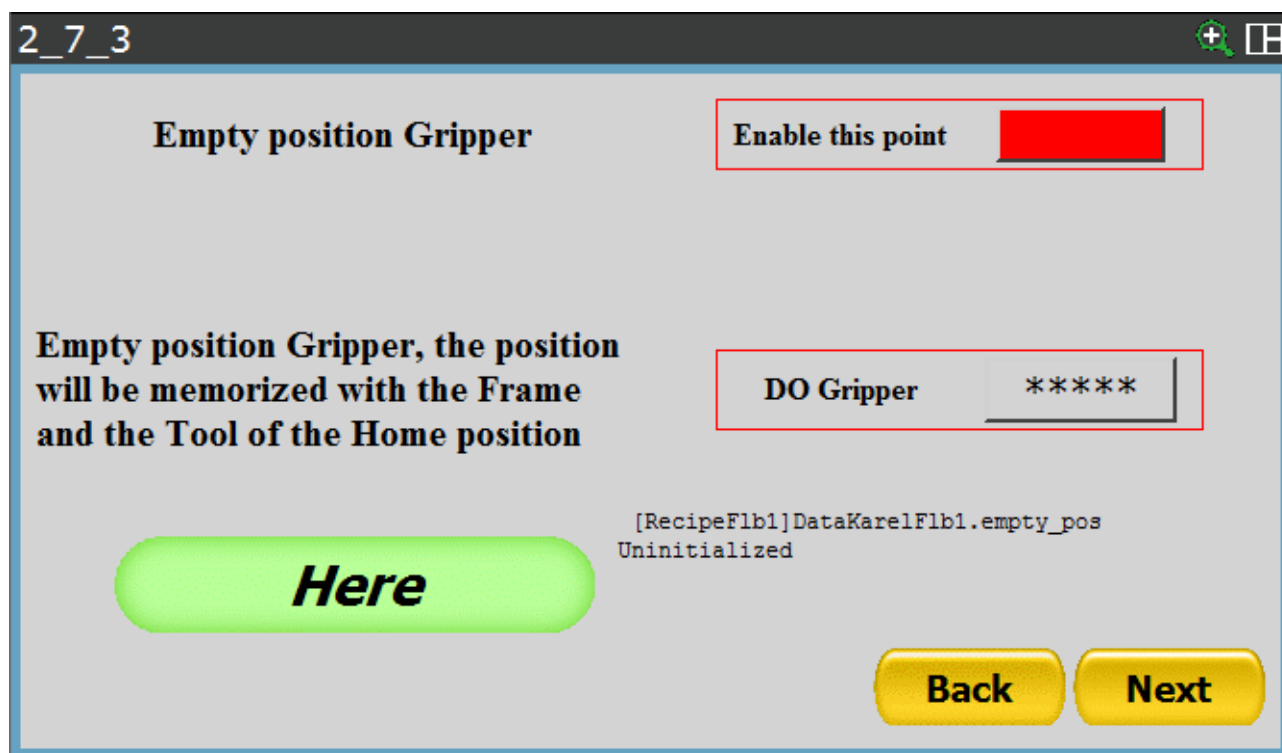 2_7_3
Empty position Gripper
Enable this point
Empty position Gripper, the position
will be memorized with the Frame
and the Tool of the Home position
DO Gripper
*****
[RecipeFlb1]DataKarelFlb1.empty_pos
Uninitialized
Here
Back
Next